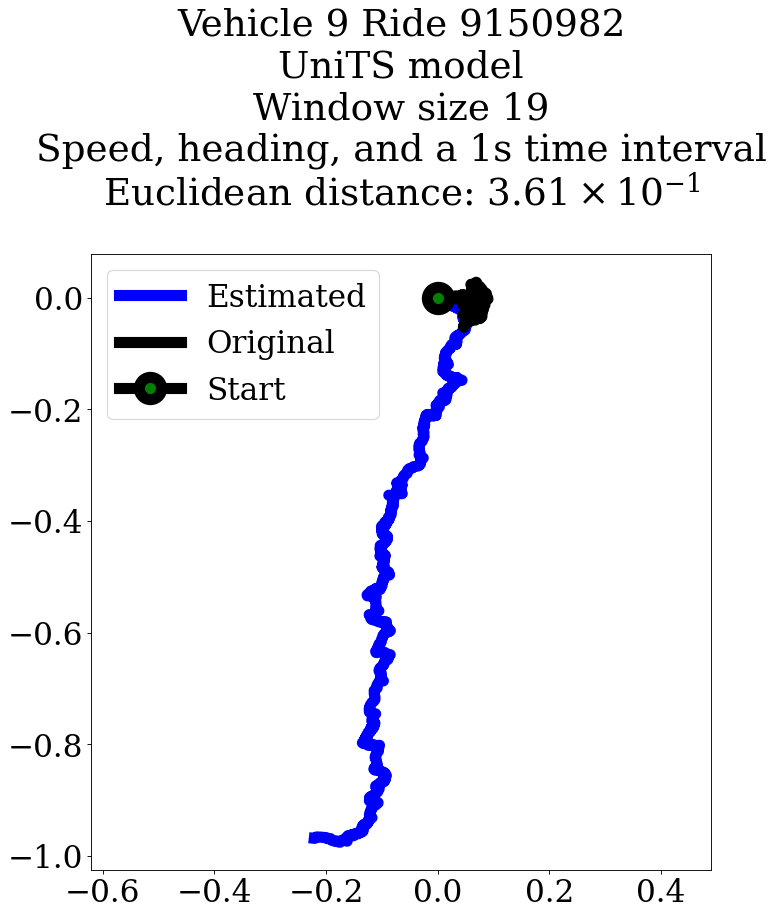 Vehicle 9 Ride 9150982
UniTS model
Window size 19
Speed, heading, and a 1s time interval
Euclidean distance: $3.61 \times 10^{-1}$
Estimated
Original
Start
0.0
−0.2
−0.4
−0.6
−0.8
−1.0
−0.6 −0.4 −0.2 0.0 0.2 0.4